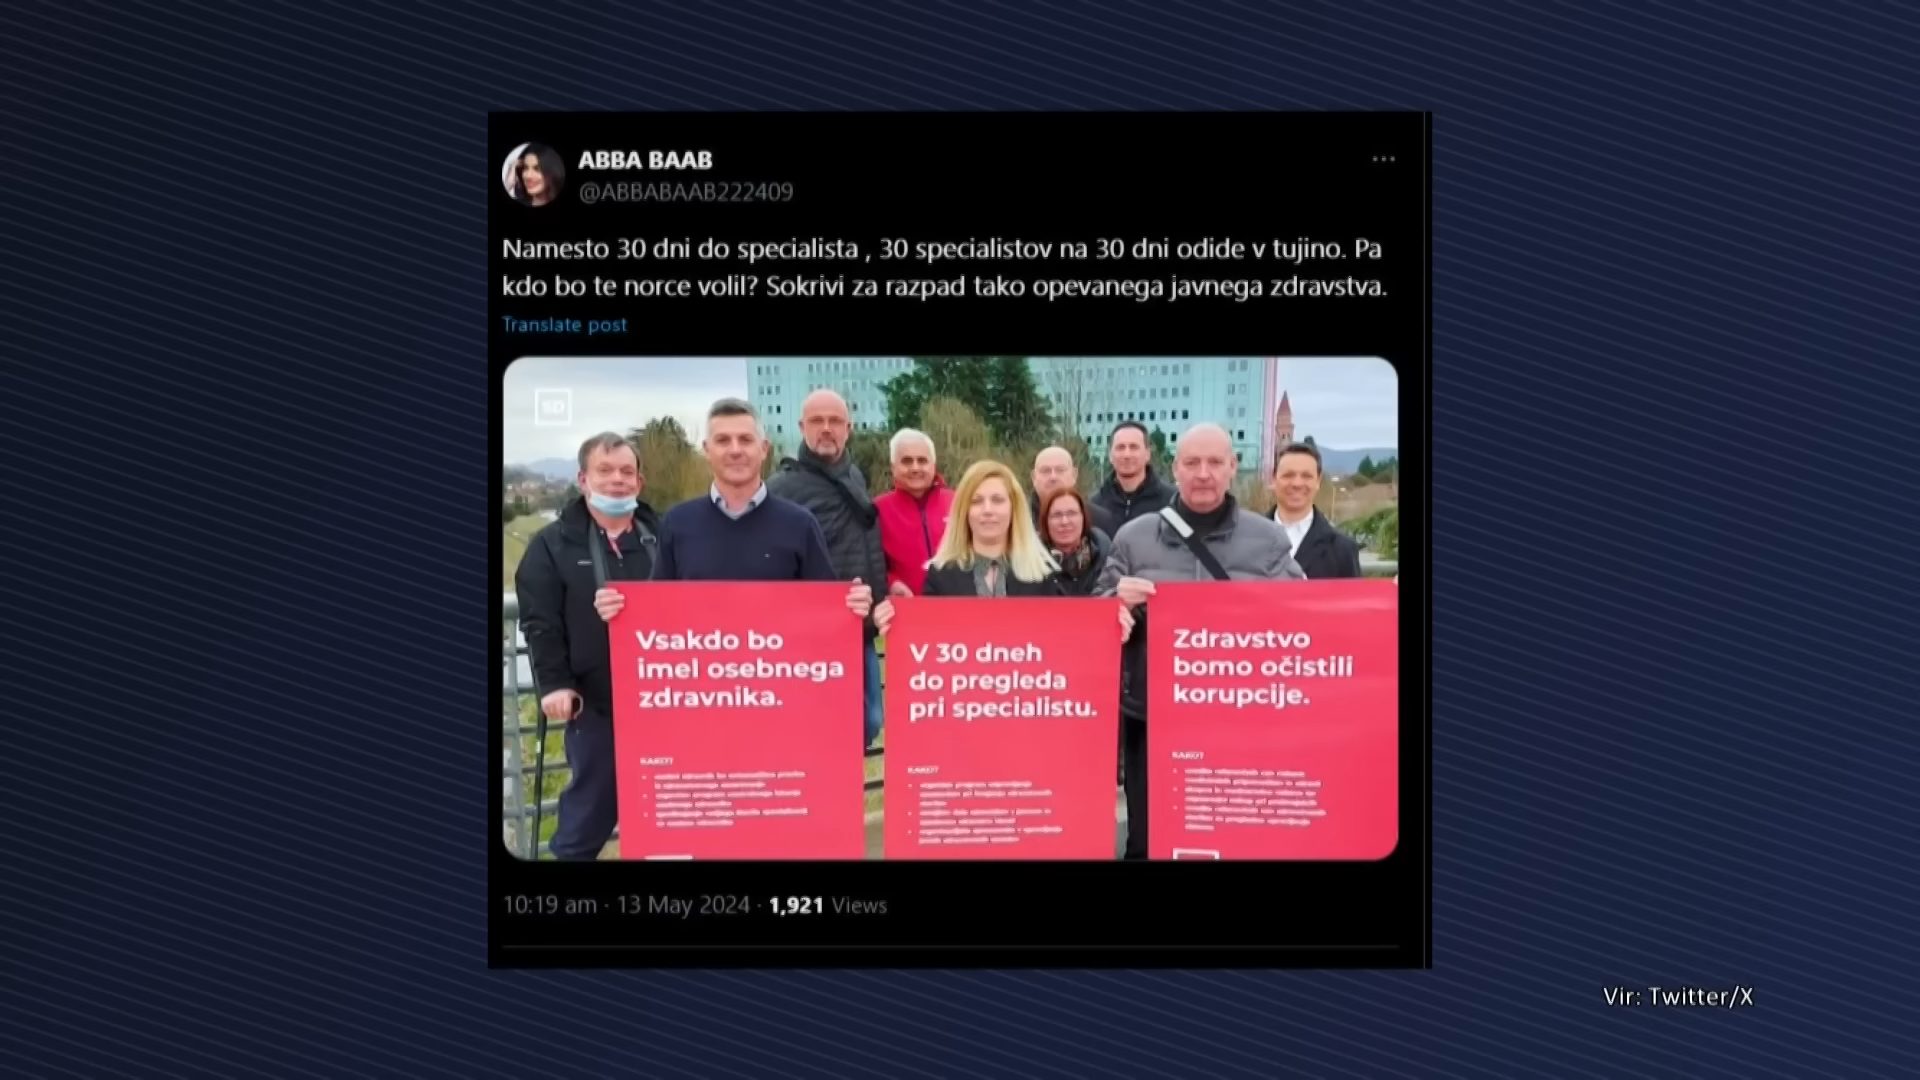 ABBA BAAB
@ABBABAAB222409
Namesto 30 dni do specialista , 30 specialistov na 30 dni odide v tujino. Pa
kdo bo te norce volil? Sokrivi za razpad tako opevanega javnega zdravstva.
Translate post
SD
Vsakdo bo
imel osebnega
zdravnika.
KAKO?
V 30 dneh
do pregleda
pri specialistu.
KAKO?
Zdravstvo
bomo očistili
korupcije.
KAKO?
10:19 am · 13 May 2024 · 1,921 Views
Vir: Twitter/X